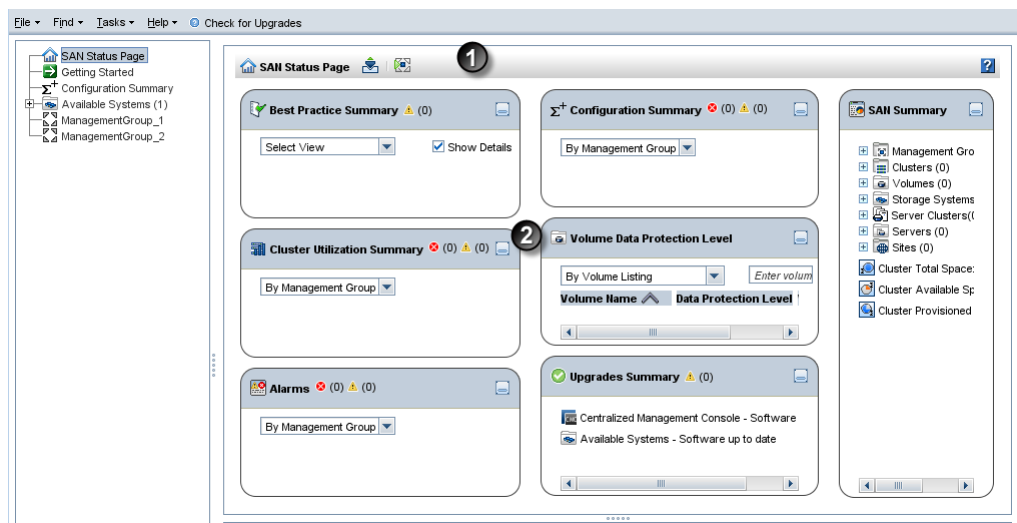 File Find Tasks Help Check for Upgrades
SAN Status Page
Getting Started
Σ+ Configuration Summary
Available Systems (1)
ManagementGroup_1
ManagementGroup_2
SAN Status Page
1
?
Best Practice Summary (0)
Select View
Show Details
Σ+ Configuration Summary (0) (0)
By Management Group
SAN Summary
Management Gro
Clusters (0)
Volumes (0)
Storage Systems
Server Clusters((
Servers (0)
Sites (0)
Cluster Total Space:
Cluster Available Sp
Cluster Provisioned
Cluster Utilization Summary (0) (0)
By Management Group
2
Volume Data Protection Level
By Volume Listing
Enter volum
Volume Name Data Protection Level
Alarms (0) (0)
By Management Group
Upgrades Summary (0)
Centralized Management Console - Software
Available Systems - Software up to date